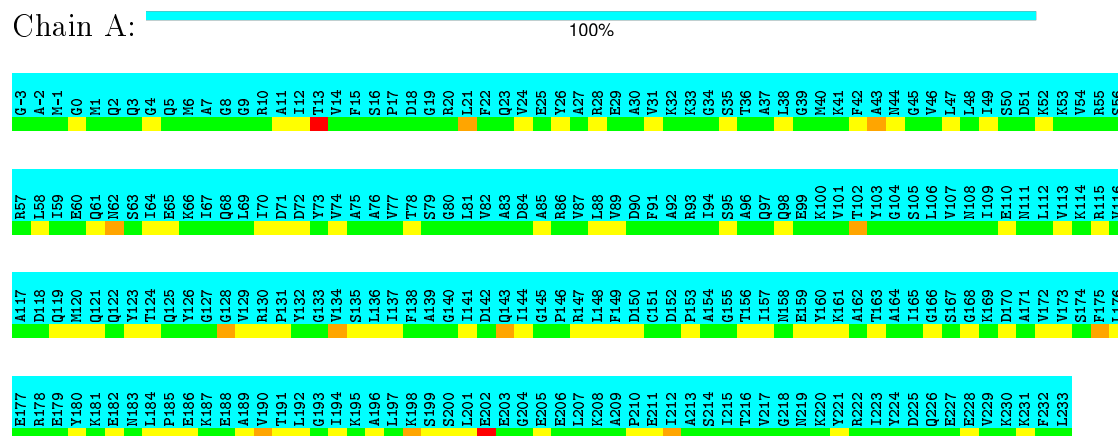 Chain A:
100%
G-3 A-2 M-1 G0 M1 Q2 Q3 G4 Q5 M6 A7 G8 G9 R10 A11 I12 T13 V14 F15 S16 P17 D18 G19 R20 L21 F22 Q23 V24 E25 Y26 A27 R28 E29 A30 V31 K32 K33 G34 S35 T36 A37 L38 G39 M40 K41 F42 A43 N44 G45 V46 L47 L48 I49 S50 D51 K52 K53 V54 R55
R57 L58 I59 E60 Q61 N62 S63 I64 E65 K66 I67 Q68 L69 I70 D71 D72 Y73 V74 A75 A76 V77 T78 S79 G80 L81 V82 A83 D84 A85 R86 V87 L88 V89 D90 F91 A92 R93 I94 S95 A96 Q97 Q98 E99 K100 V101 T102 Y103 G104 S105 L106 V107 N108 I109 E110 N111 L112 V113 K114 R115
A117 D118 Q119 M120 Q121 Q122 Y123 T124 Q125 Y126 G127 G128 V129 R130 P131 Y132 G133 V134 S135 L136 I137 F138 A139 G140 I141 D142 Q143 I144 G145 P146 R147 L148 F149 D150 C151 D152 P153 A154 G155 T156 I157 N158 E159 Y160 K161 A162 T163 A164 I165 G166 S167 G168 K169 D170 A171 V172 V173 S174 F175
E177 R178 E179 Y180 K181 E182 N183 L184 P185 E186 K187 E188 A189 V190 T191 L192 G193 I194 K195 A196 L197 K198 S199 S200 L201 E202 E203 G204 E205 E206 L207 K208 A209 P210 E211 I212 A213 S214 I215 T216 V217 G218 N219 K220 Y221 R222 I223 Y224 D225 Q226 E227 E228 V229 K230 K231 F232 L233